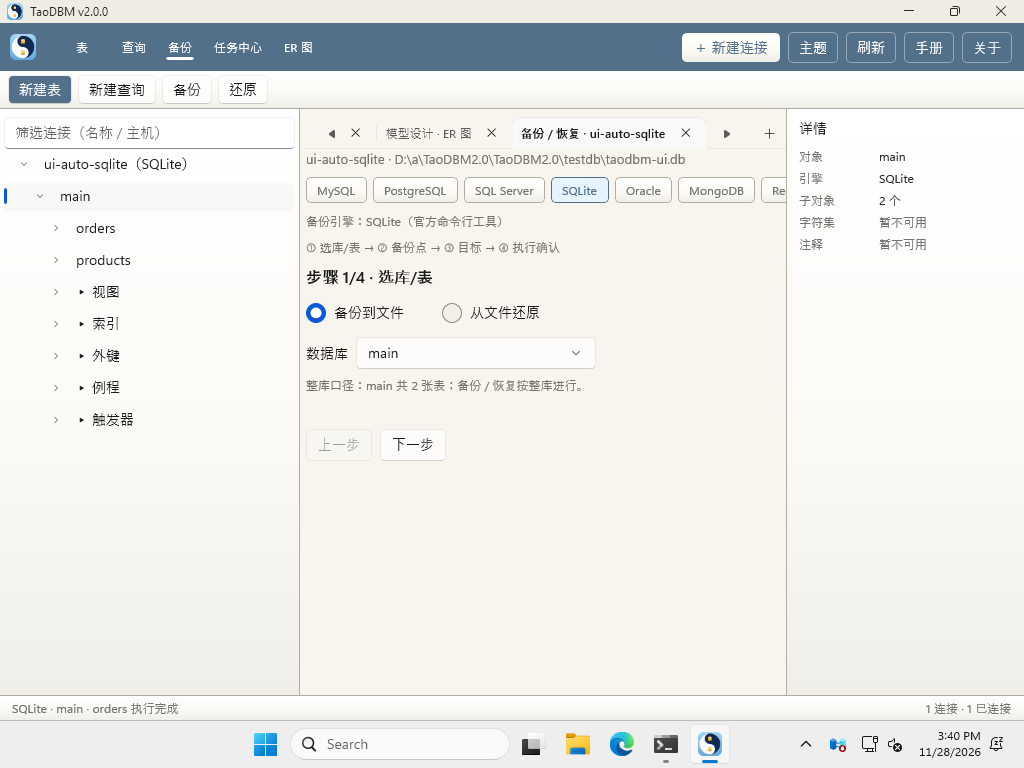 TaoDBM v2.0.0
表 查询 备份 任务中心 ER 图 + 新建连接 主题 刷新 手册 关于
新建表 新建查询 备份 还原
筛选连接（名称 / 主机）
ui-auto-sqlite（SQLite）
main
orders
products
视图
索引
外键
例程
触发器
模型设计 · ER 图 备份 / 恢复 · ui-auto-sqlite
ui-auto-sqlite · D:\a\TaoDBM2.0\TaoDBM2.0\testdb\taodbm-ui.db
MySQL PostgreSQL SQL Server SQLite Oracle MongoDB Re
备份引擎：SQLite（官方命令行工具）
① 选库/表 → ② 备份点 → ③ 目标 → ④ 执行确认
步骤 1/4 · 选库/表
备份到文件 从文件还原
数据库 main
整库口径：main 共 2 张表；备份 / 恢复按整库进行。
上一步 下一步
详情
对象 main
引擎 SQLite
子对象 2 个
字符集 暂不可用
注释 暂不可用
SQLite · main · orders 执行完成
1 连接 · 1 已连接
Search
3:40 PM
11/28/2026